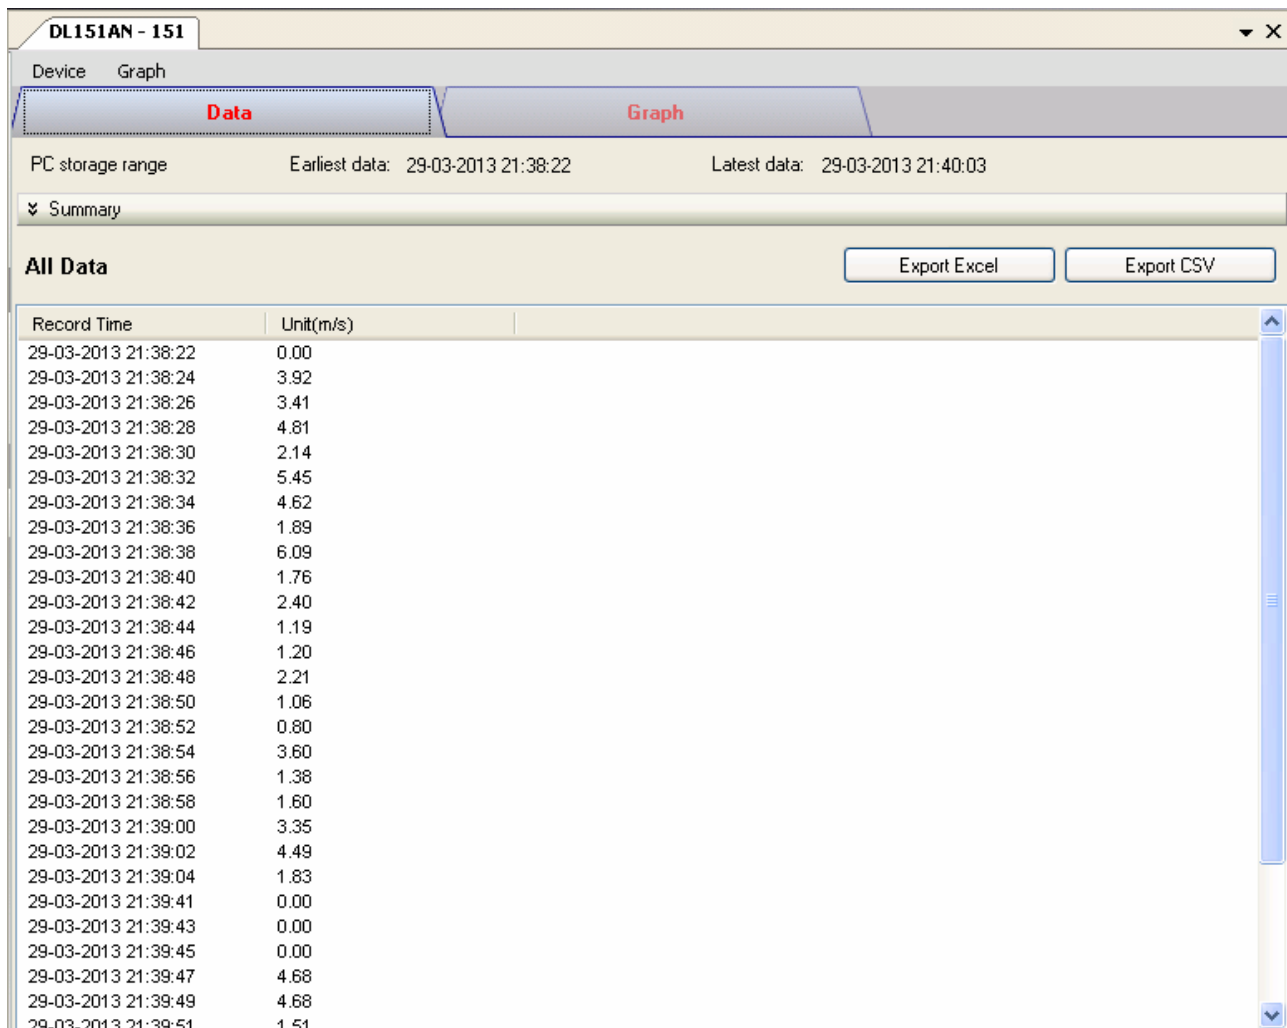 DL151AN - 151
Device Graph
Data Graph
PC storage range Earliest data: 29-03-2013 21:38:22 Latest data: 29-03-2013 21:40:03
Summary
All Data Export Excel Export CSV
Record Time Unit(m/s)
29-03-2013 21:38:22 0.00
29-03-2013 21:38:24 3.92
29-03-2013 21:38:26 3.41
29-03-2013 21:38:28 4.81
29-03-2013 21:38:30 2.14
29-03-2013 21:38:32 5.45
29-03-2013 21:38:34 4.62
29-03-2013 21:38:36 1.89
29-03-2013 21:38:38 6.09
29-03-2013 21:38:40 1.76
29-03-2013 21:38:42 2.40
29-03-2013 21:38:44 1.19
29-03-2013 21:38:46 1.20
29-03-2013 21:38:48 2.21
29-03-2013 21:38:50 1.06
29-03-2013 21:38:52 0.80
29-03-2013 21:38:54 3.60
29-03-2013 21:38:56 1.38
29-03-2013 21:38:58 1.60
29-03-2013 21:39:00 3.35
29-03-2013 21:39:02 4.49
29-03-2013 21:39:04 1.83
29-03-2013 21:39:41 0.00
29-03-2013 21:39:43 0.00
29-03-2013 21:39:45 0.00
29-03-2013 21:39:47 4.68
29-03-2013 21:39:49 4.68
29-03-2013 21:39:51 1.51